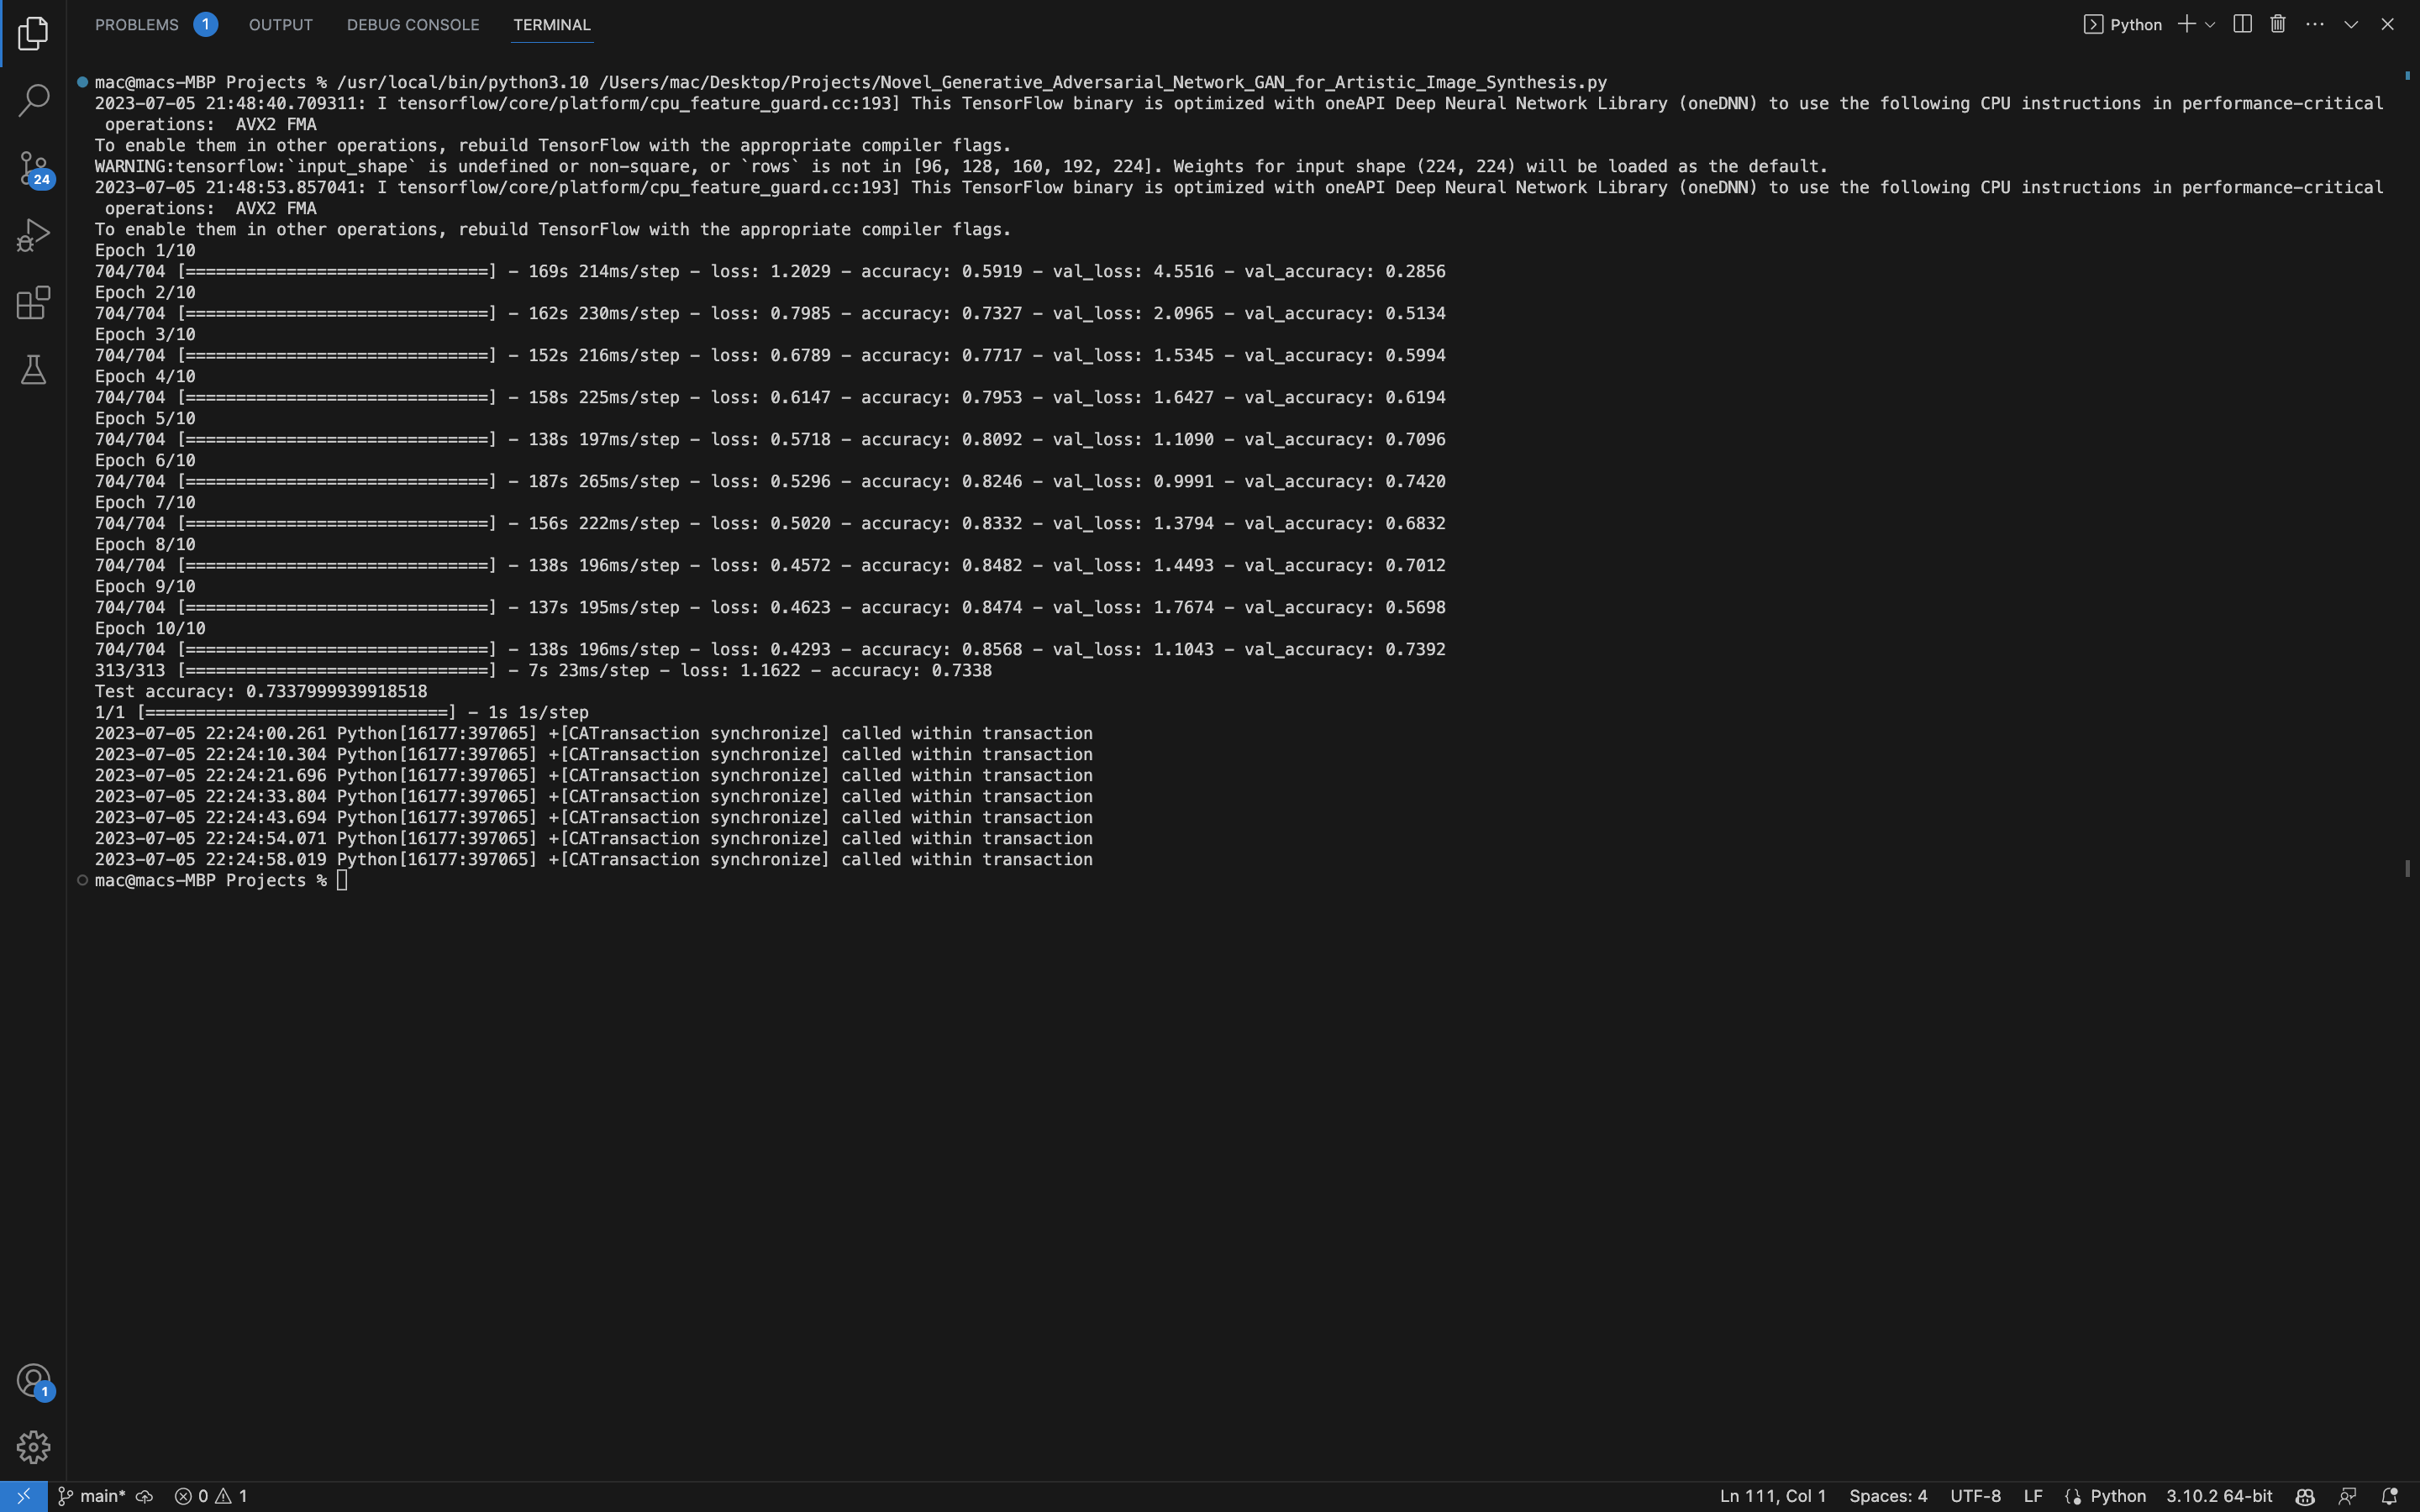 PROBLEMS 1 OUTPUT DEBUG CONSOLE TERMINAL Python
mac@macs-MBP Projects % /usr/local/bin/python3.10 /Users/mac/Desktop/Projects/Novel_Generative_Adversarial_Network_GAN_for_Artistic_Image_Synthesis.py
2023-07-05 21:48:40.709311: I tensorflow/core/platform/cpu_feature_guard.cc:193] This TensorFlow binary is optimized with oneAPI Deep Neural Network Library (oneDNN) to use the following CPU instructions in performance-critical
operations:  AVX2 FMA
To enable them in other operations, rebuild TensorFlow with the appropriate compiler flags.
WARNING:tensorflow:`input_shape` is undefined or non-square, or `rows` is not in [96, 128, 160, 192, 224]. Weights for input shape (224, 224) will be loaded as the default.
2023-07-05 21:48:53.857041: I tensorflow/core/platform/cpu_feature_guard.cc:193] This TensorFlow binary is optimized with oneAPI Deep Neural Network Library (oneDNN) to use the following CPU instructions in performance-critical
operations:  AVX2 FMA
To enable them in other operations, rebuild TensorFlow with the appropriate compiler flags.
Epoch 1/10
704/704 [==============================] - 169s 214ms/step - loss: 1.2029 - accuracy: 0.5919 - val_loss: 4.5516 - val_accuracy: 0.2856
Epoch 2/10
704/704 [==============================] - 162s 230ms/step - loss: 0.7985 - accuracy: 0.7327 - val_loss: 2.0965 - val_accuracy: 0.5134
Epoch 3/10
704/704 [==============================] - 152s 216ms/step - loss: 0.6789 - accuracy: 0.7717 - val_loss: 1.5345 - val_accuracy: 0.5994
Epoch 4/10
704/704 [==============================] - 158s 225ms/step - loss: 0.6147 - accuracy: 0.7953 - val_loss: 1.6427 - val_accuracy: 0.6194
Epoch 5/10
704/704 [==============================] - 138s 197ms/step - loss: 0.5718 - accuracy: 0.8092 - val_loss: 1.1090 - val_accuracy: 0.7096
Epoch 6/10
704/704 [==============================] - 187s 265ms/step - loss: 0.5296 - accuracy: 0.8246 - val_loss: 0.9991 - val_accuracy: 0.7420
Epoch 7/10
704/704 [==============================] - 156s 222ms/step - loss: 0.5020 - accuracy: 0.8332 - val_loss: 1.3794 - val_accuracy: 0.6832
Epoch 8/10
704/704 [==============================] - 138s 196ms/step - loss: 0.4572 - accuracy: 0.8482 - val_loss: 1.4493 - val_accuracy: 0.7012
Epoch 9/10
704/704 [==============================] - 137s 195ms/step - loss: 0.4623 - accuracy: 0.8474 - val_loss: 1.7674 - val_accuracy: 0.5698
Epoch 10/10
704/704 [==============================] - 138s 196ms/step - loss: 0.4293 - accuracy: 0.8568 - val_loss: 1.1043 - val_accuracy: 0.7392
313/313 [==============================] - 7s 23ms/step - loss: 1.1622 - accuracy: 0.7338
Test accuracy: 0.7337999939918518
1/1 [==============================] - 1s 1s/step
2023-07-05 22:24:00.261 Python[16177:397065] +[CATransaction synchronize] called within transaction
2023-07-05 22:24:10.304 Python[16177:397065] +[CATransaction synchronize] called within transaction
2023-07-05 22:24:21.696 Python[16177:397065] +[CATransaction synchronize] called within transaction
2023-07-05 22:24:33.804 Python[16177:397065] +[CATransaction synchronize] called within transaction
2023-07-05 22:24:43.694 Python[16177:397065] +[CATransaction synchronize] called within transaction
2023-07-05 22:24:54.071 Python[16177:397065] +[CATransaction synchronize] called within transaction
2023-07-05 22:24:58.019 Python[16177:397065] +[CATransaction synchronize] called within transaction
mac@macs-MBP Projects %
24
1
main* 0 1 Ln 111, Col 1 Spaces: 4 UTF-8 LF Python 3.10.2 64-bit